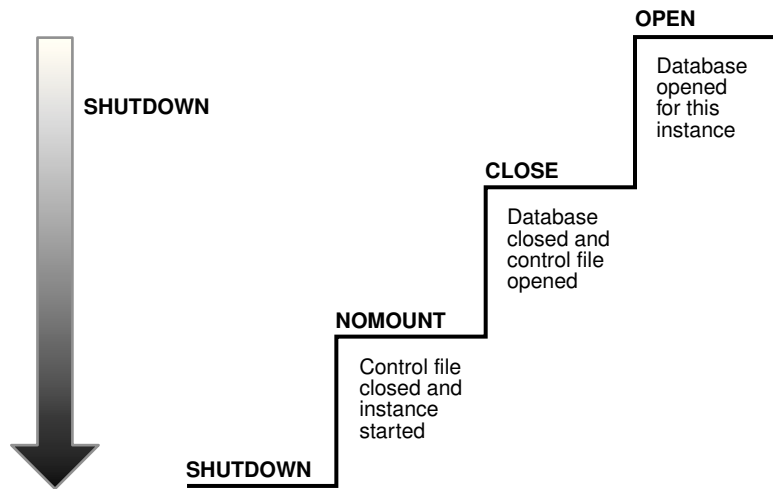 OPEN
Database
opened
for this
instance
SHUTDOWN
CLOSE
Database
closed and
control file
opened
NOMOUNT
Control file
closed and
instance
started
SHUTDOWN